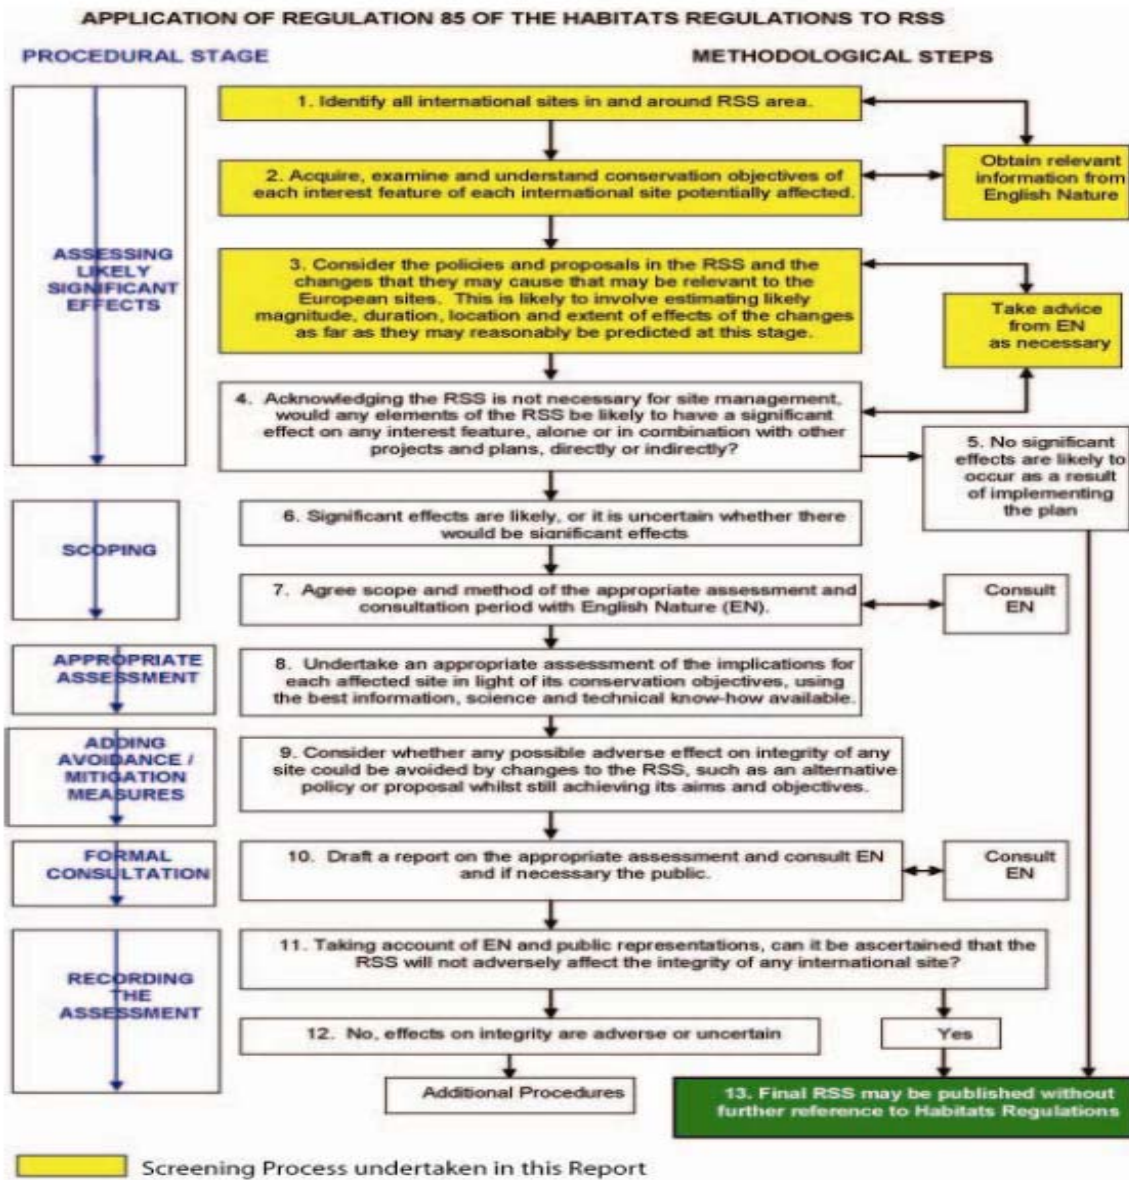 APPLICATION OF REGULATION 85 OF THE HABITATS REGULATIONS TO RSS
PROCEDURAL STAGE
METHODOLOGICAL STEPS
ASSESSING
LIKELY
SIGNIFICANT
EFFECTS
1. Identify all international sites in and around RSS area.
2. Acquire, examine and understand conservation objectives of
each interest feature of each international site potentially affected.
Obtain relevant
information from
English Nature
3. Consider the policies and proposals in the RSS and the
changes that they may cause that may be relevant to the
European sites. This is likely to involve estimating likely
magnitude, duration, location and extent of effects of the changes
as far as they may reasonably be predicted at this stage.
Take advice
from EN
as necessary
4. Acknowledging the RSS is not necessary for site management,
would any elements of the RSS be likely to have a significant
effect on any interest feature, alone or in combination with other
projects and plans, directly or indirectly?
5. No significant
effects are likely to
occur as a result
of implementing
the plan
SCOPING
6. Significant effects are likely, or it is uncertain whether there
would be significant effects
7. Agree scope and method of the appropriate assessment and
consultation period with English Nature (EN).
Consult
EN
APPROPRIATE
ASSESSMENT
8. Undertake an appropriate assessment of the implications for
each affected site in light of its conservation objectives, using
the best information, science and technical know-how available.
ADDING
AVOIDANCE /
MITIGATION
MEASURES
9. Consider whether any possible adverse effect on integrity of any
site could be avoided by changes to the RSS, such as an alternative
policy or proposal whilst still achieving its aims and objectives.
FORMAL
CONSULTATION
10. Draft a report on the appropriate assessment and consult EN
and if necessary the public.
Consult
EN
RECORDING
THE
ASSESSMENT
11. Taking account of EN and public representations, can it be ascertained that the
RSS will not adversely affect the integrity of any international site?
12. No, effects on integrity are adverse or uncertain
Yes
Additional Procedures
13. Final RSS may be published without
further reference to Habitats Regulations
Screening Process undertaken in this Report